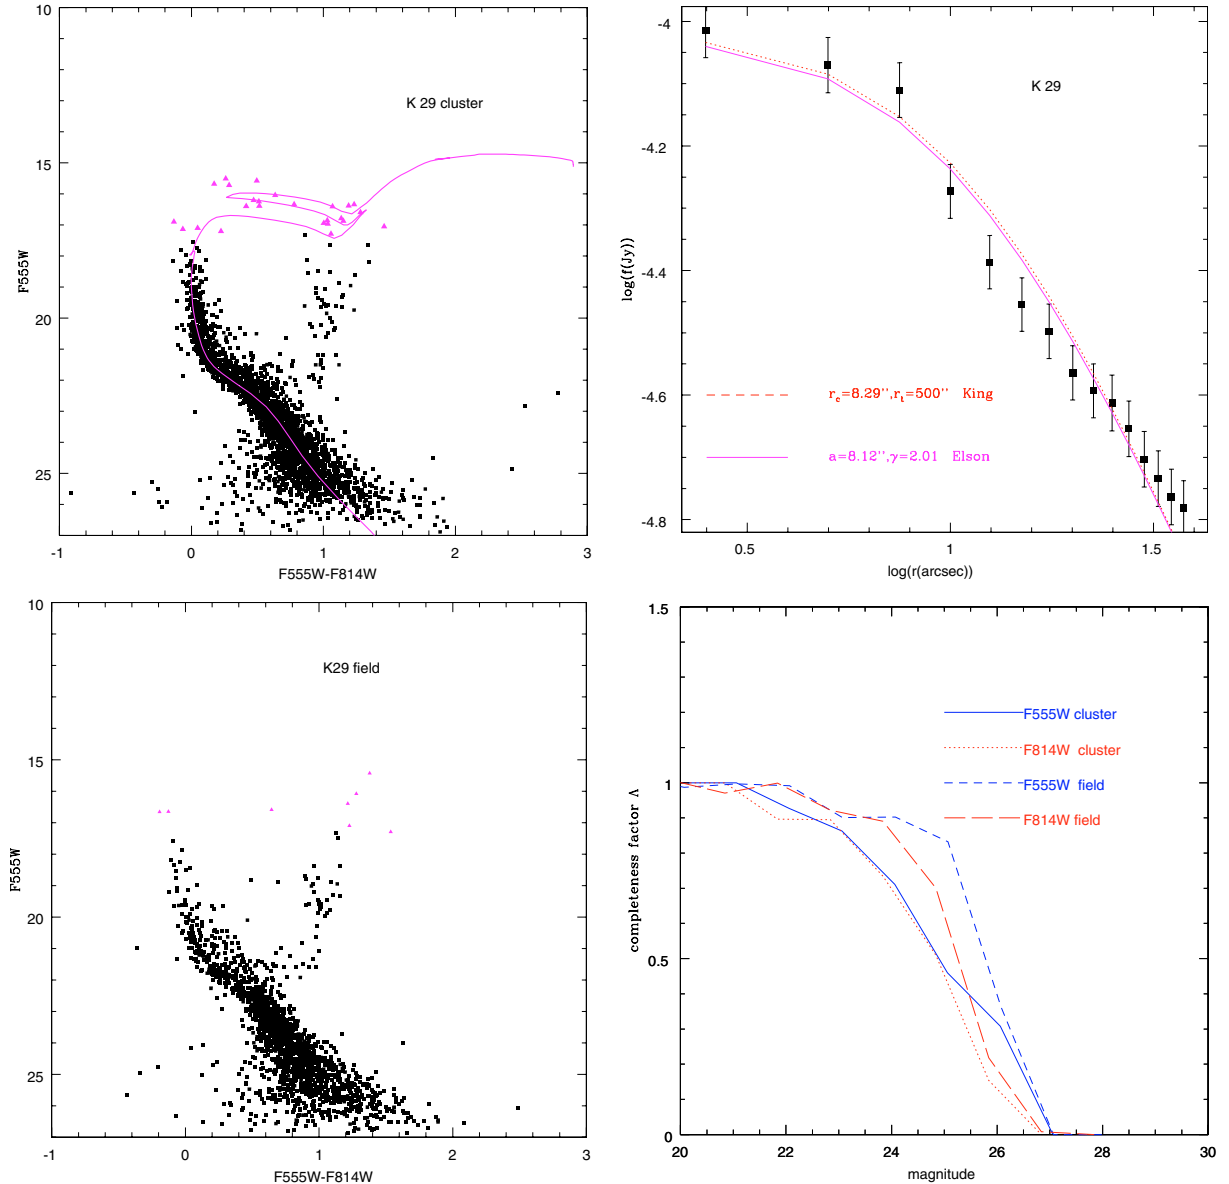 10
K 29 cluster
15
F555W
20
25
-1
0
1
2
3
F555W-F814W
-4
K 29
-4.2
log(f(Jy))
-4.4
r_c=8.29'',r_t=500'' King
-4.6
a=8.12'',γ=2.01 Elson
-4.8
0.5
1
1.5
log(r(arcsec))
10
K29 field
15
F555W
20
25
-1
0
1
2
3
F555W-F814W
1.5
F555W cluster
F814W cluster
1
F555W field
F814W field
completeness factor Λ
0.5
0
20
22
24
26
28
30
magnitude